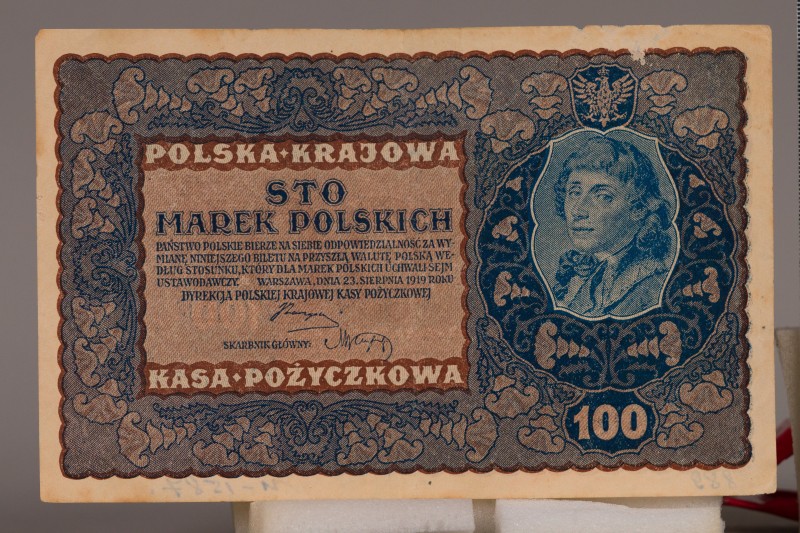 POLSKA·KRAJOWA
STO
MAREK POLSKICH
PAŃSTWO POLSKIE BIERZE NA SIEBIE ODPOWIEDZIALNOŚĆ ZA WY-
MIANĘ, NINIEJSZEGO BILETU NA PRZYSZŁĄ WALUTĘ POLSKĄ WE-
DŁUG STOSUNKU, KTÓRY DLA MAREK POLSKICH UCHWALI SEJM
USTAWODAWCZY. WARSZAWA, DNIA 23. SIERPNIA 1919 ROKU
DYREKCJA POLSKIEJ KRAJOWEJ KASY POŻYCZKOWEJ
SKARBNIK GŁÓWNY:
KASA·POŻYCZKOWA
100